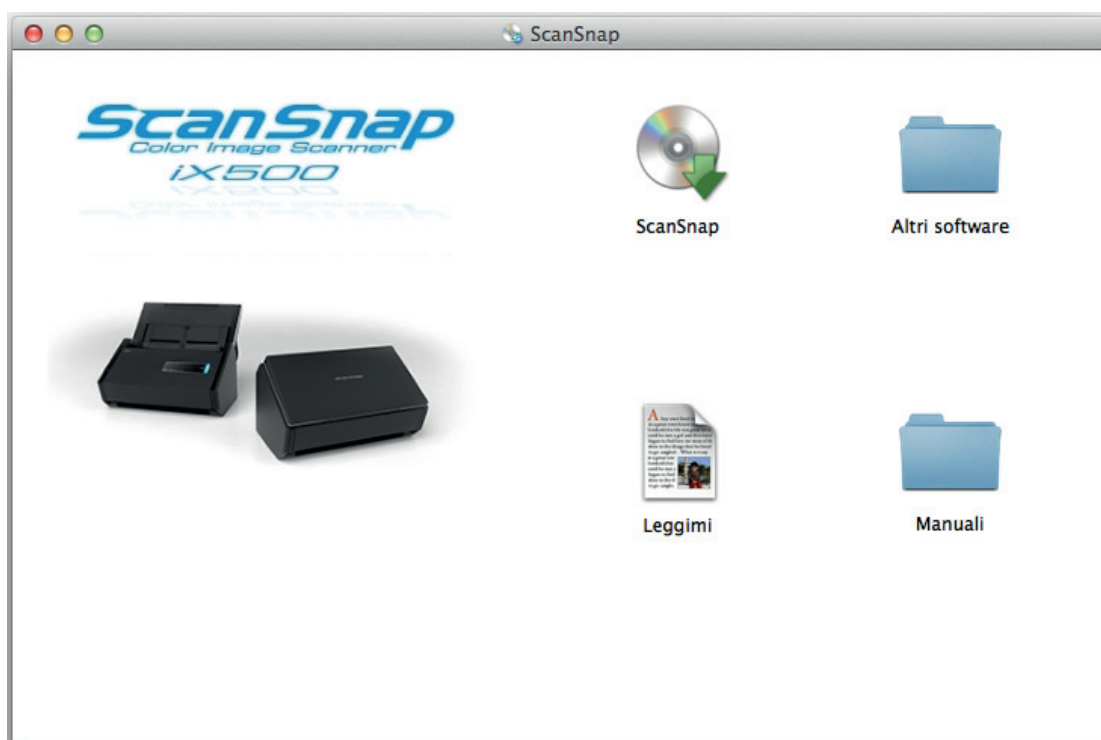 ScanSnap
ScanSnap
Color Image Scanner
iX500
ScanSnap
Altri software
Leggimi
Manuali